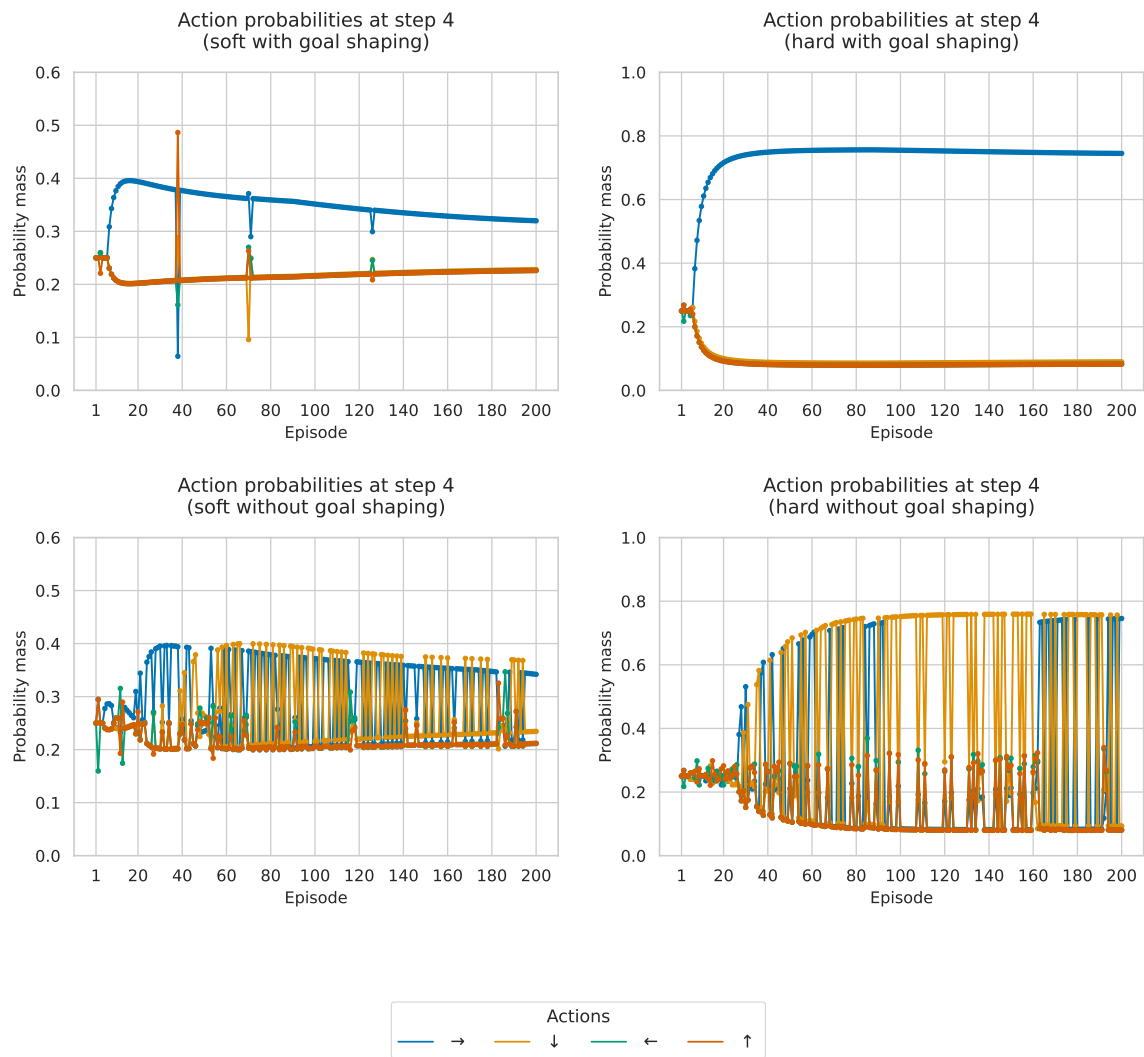 Action probabilities at step 4
(soft with goal shaping)
Probability mass
0.6
0.5
0.4
0.3
0.2
0.1
0.0
1 20 40 60 80 100 120 140 160 180 200
Episode
Action probabilities at step 4
(hard with goal shaping)
Probability mass
1.0
0.8
0.6
0.4
0.2
0.0
1 20 40 60 80 100 120 140 160 180 200
Episode
Action probabilities at step 4
(soft without goal shaping)
Probability mass
0.6
0.5
0.4
0.3
0.2
0.1
0.0
1 20 40 60 80 100 120 140 160 180 200
Episode
Action probabilities at step 4
(hard without goal shaping)
Probability mass
1.0
0.8
0.6
0.4
0.2
0.0
1 20 40 60 80 100 120 140 160 180 200
Episode
Actions
→ ↓ ← ↑